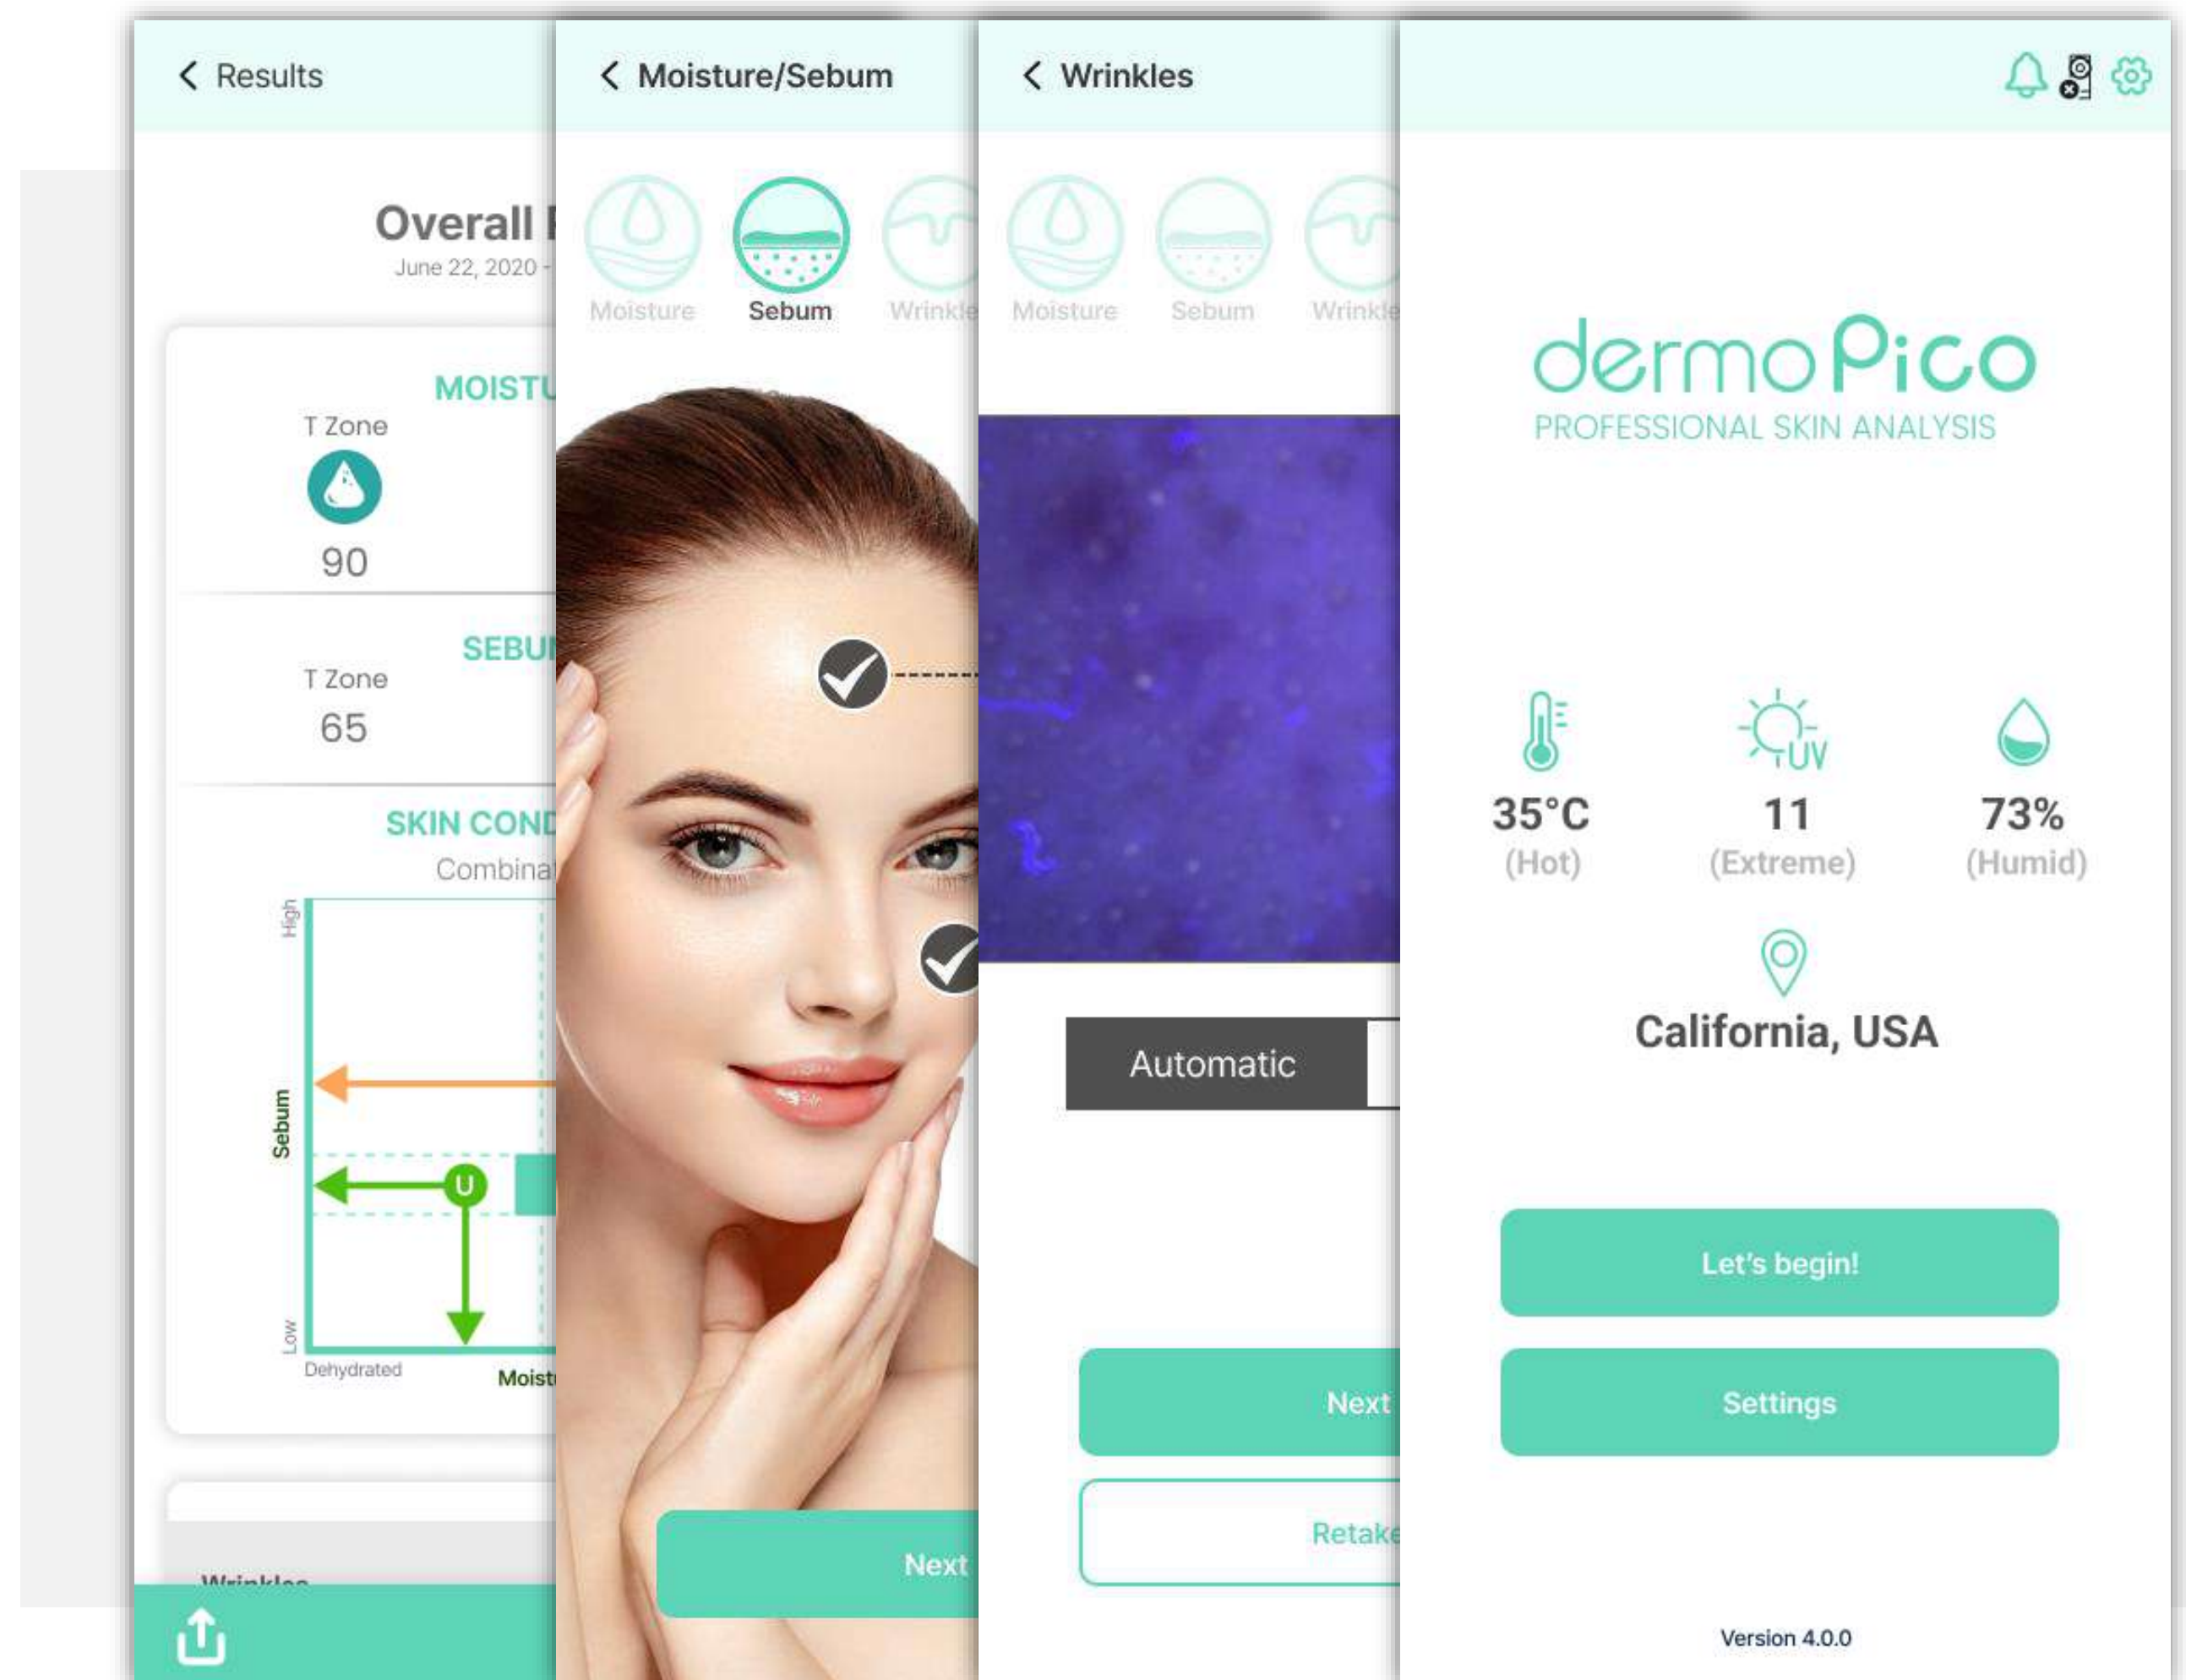 Results
Overall
June 22, 2020 -
MOISTU
T Zone
90
SEBU
T Zone
65
SKIN COND
Combina
High
Sebum
Low
U
Dehydrated
Moist
Wrinkles
Moisture/Sebum
Moisture Sebum Wrinkle
Next
Wrinkles
Moisture Sebum Wrinkle
Automatic
Next
Retake
dermoPico
PROFESSIONAL SKIN ANALYSIS
UV
35°C 11 73%
(Hot) (Extreme) (Humid)
California, USA
Let's begin!
Settings
Version 4.0.0